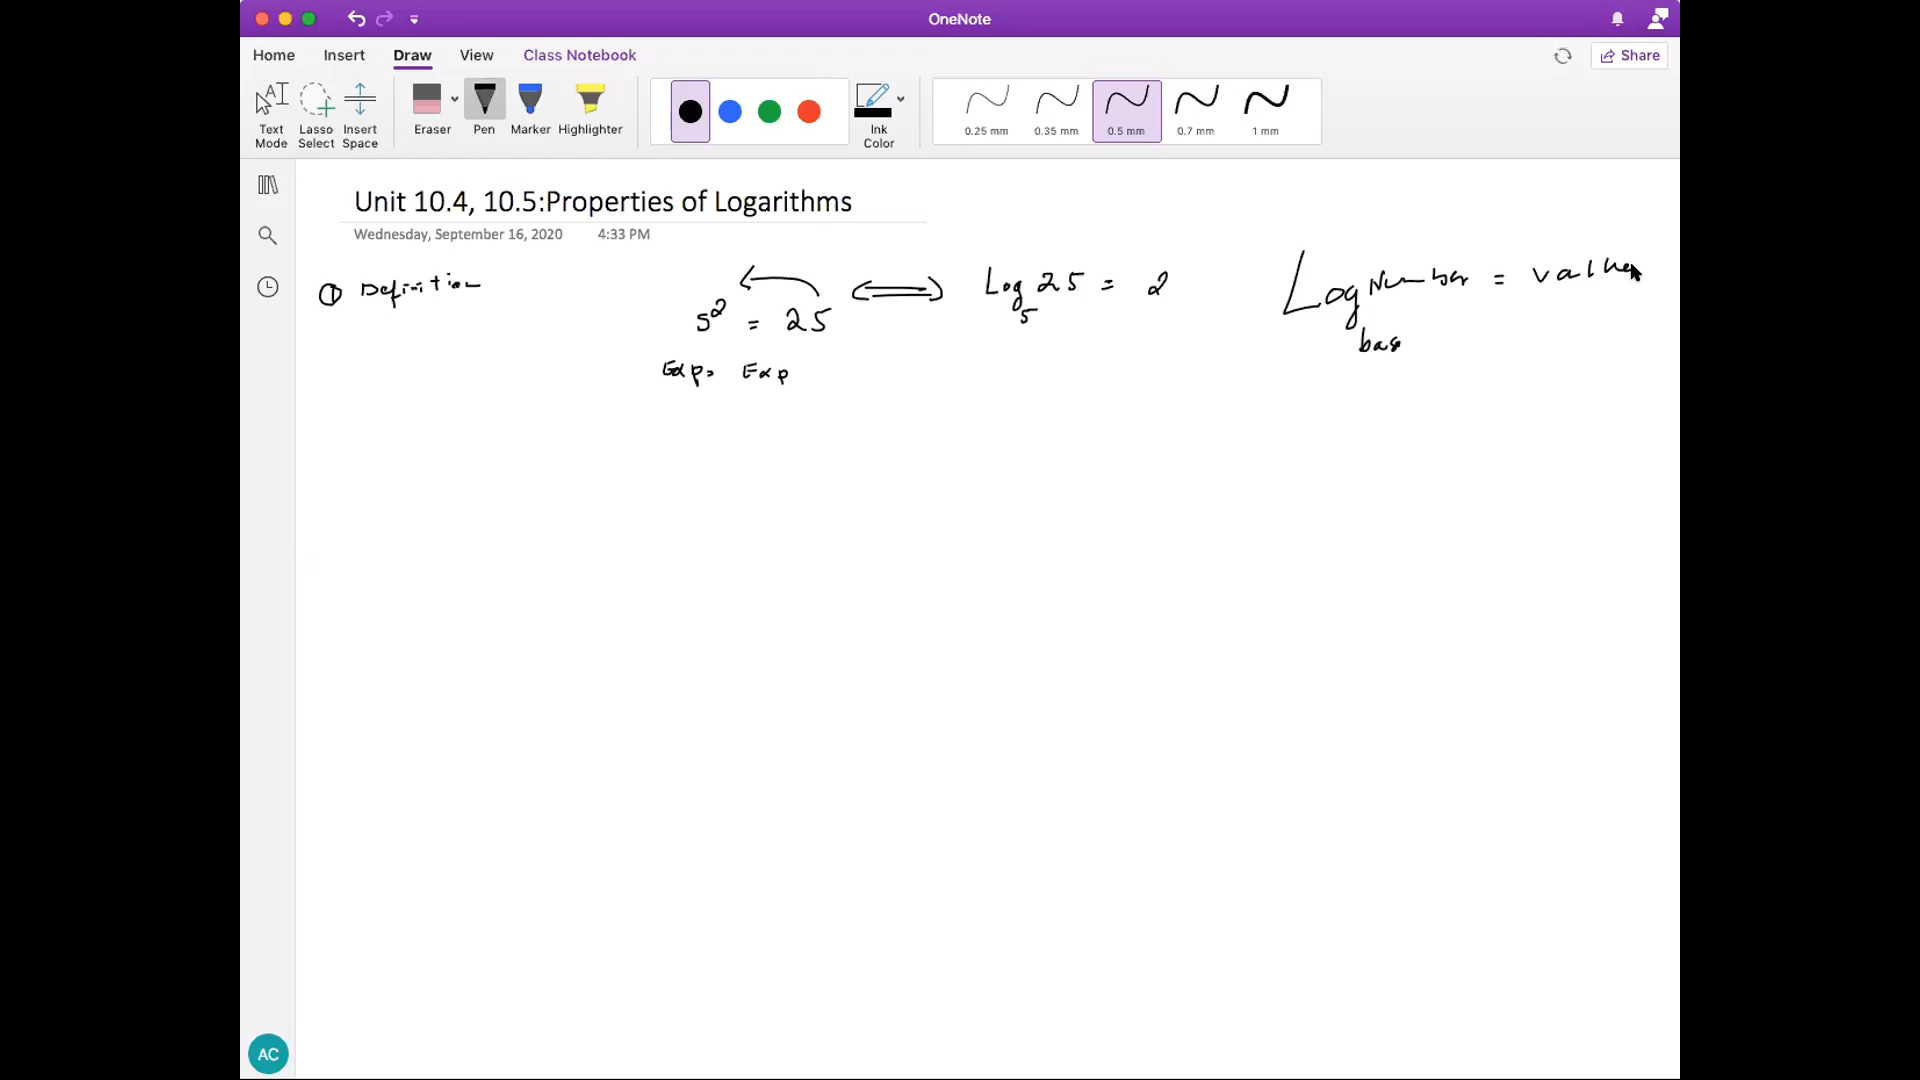 OneNote
Home Insert Draw View Class Notebook Share
Text Mode Lasso Select Insert Space Eraser Pen Marker Highlighter Ink Color 0.25 mm 0.35 mm 0.5 mm 0.7 mm 1 mm
Unit 10.4, 10.5:Properties of Logarithms
Wednesday, September 16, 2020 4:33 PM
① Definition 5² = 25 ⟺ Log₅ 25 = 2 Log Number = value
base
Exp. Exp
AC